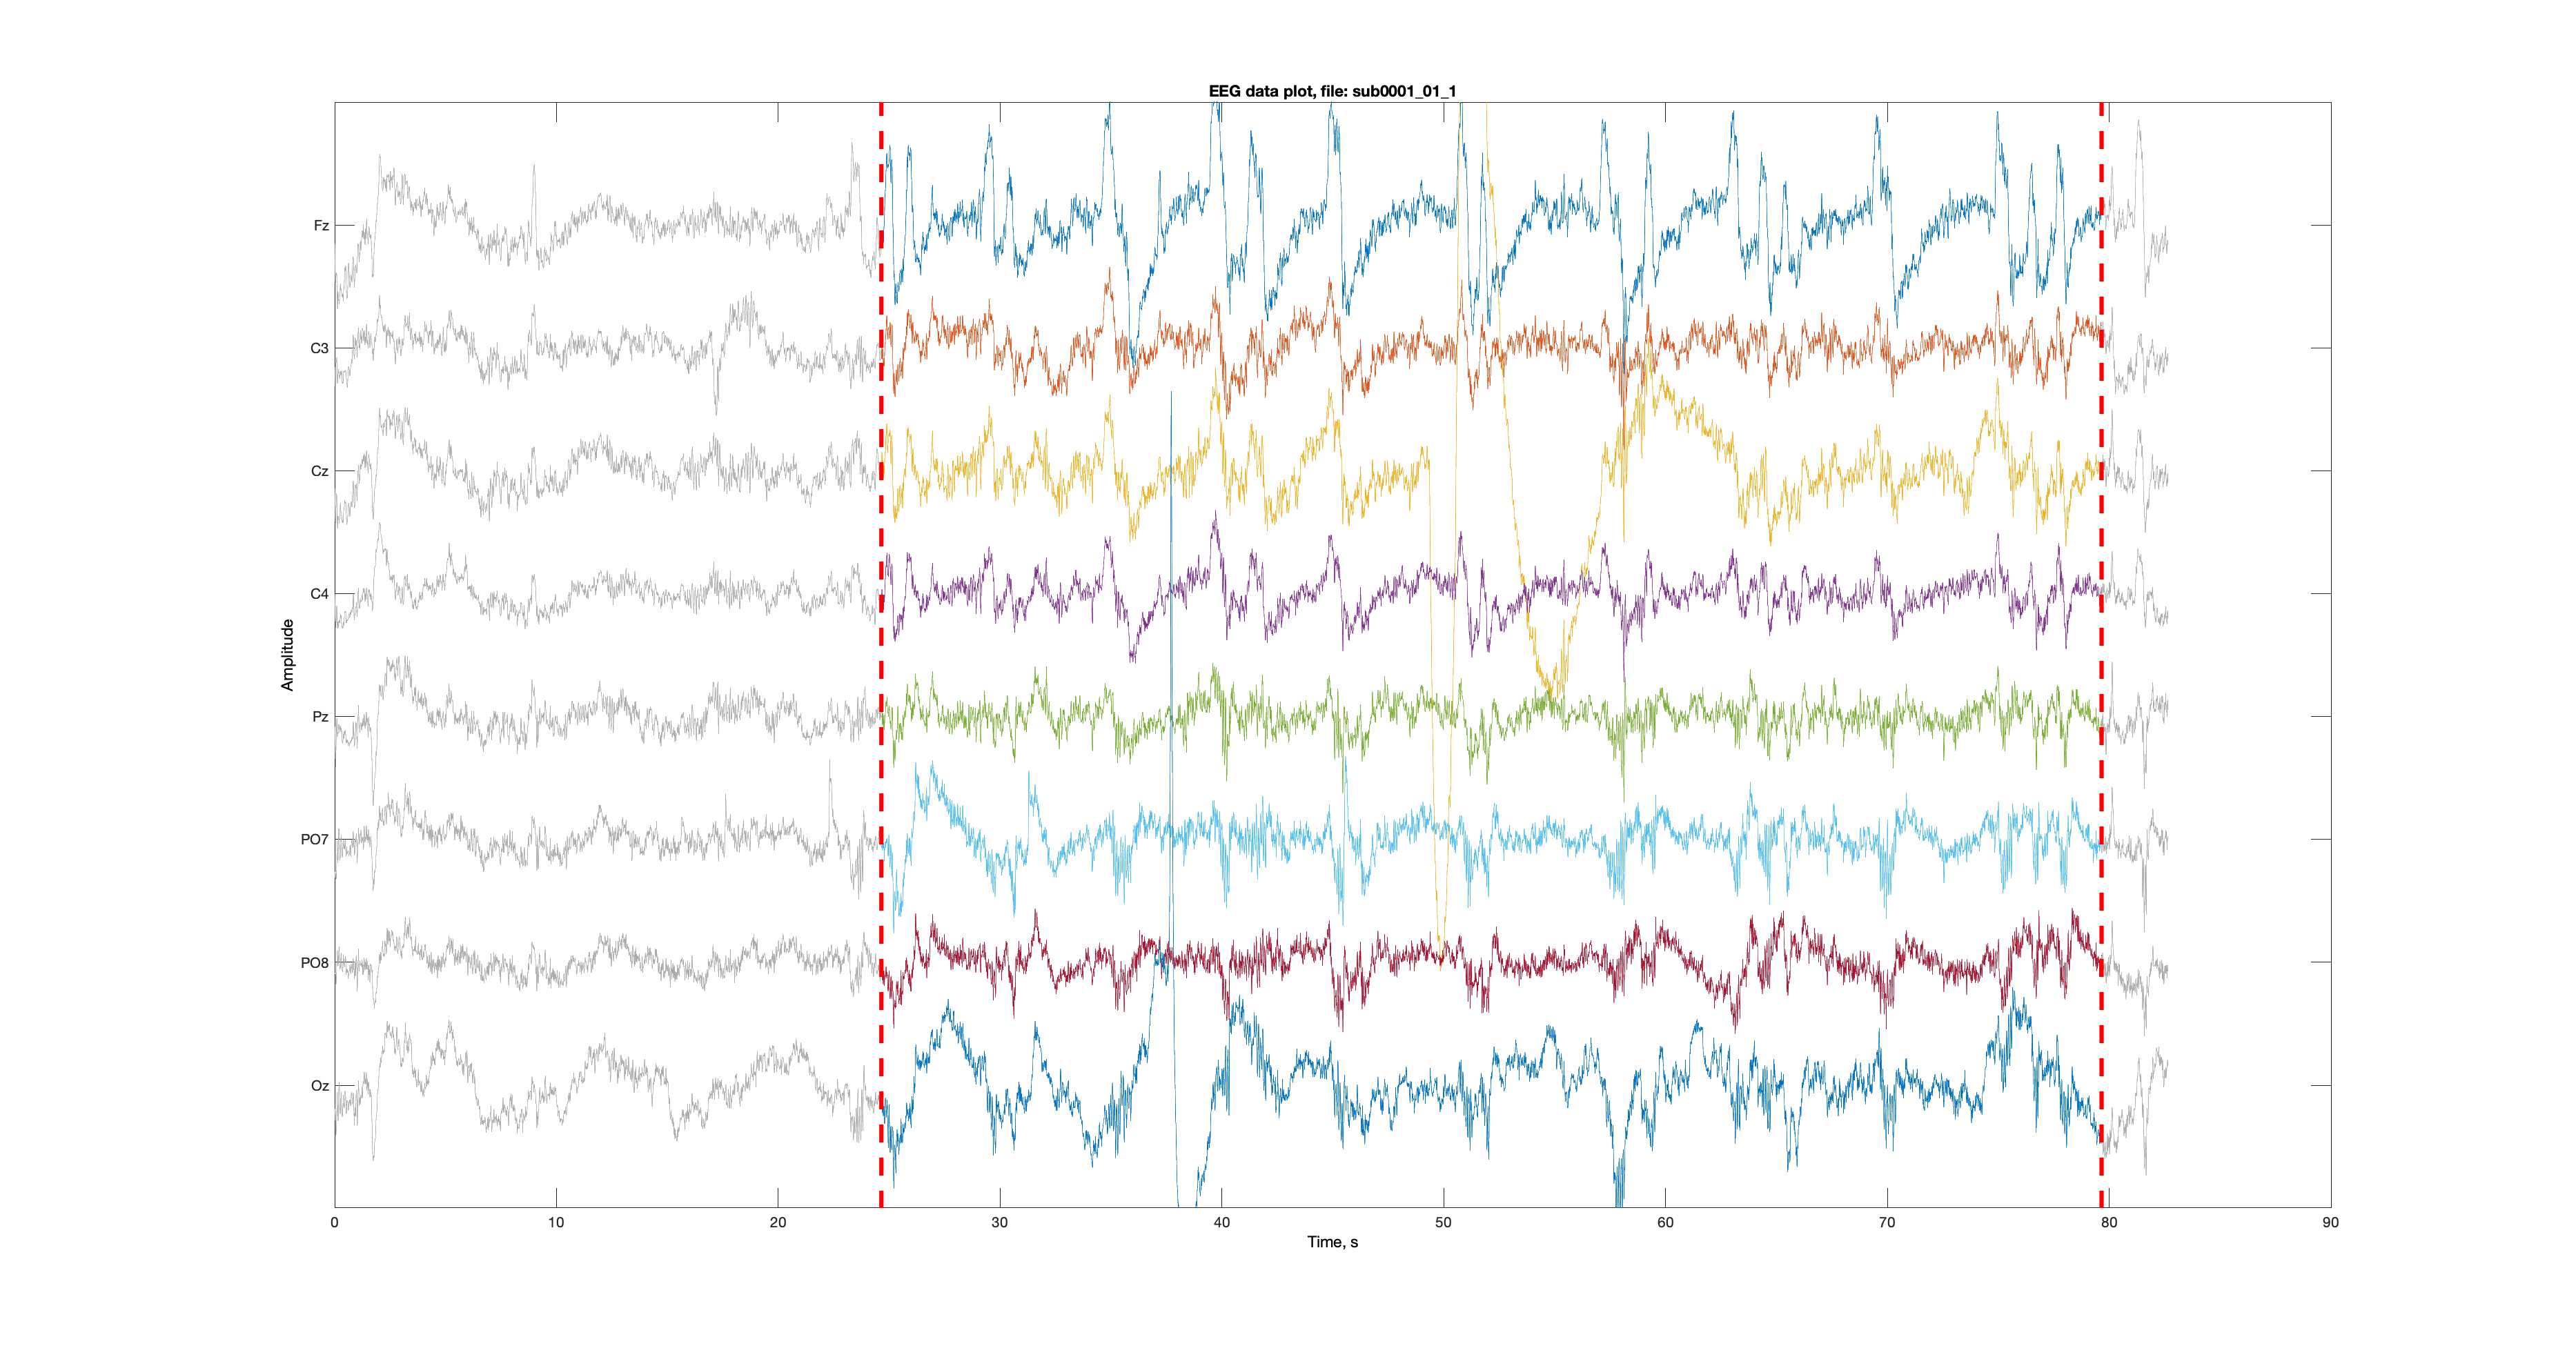 EEG data plot, file: sub0001_01_1
Fz
C3
Cz
C4
Pz
PO7
PO8
Oz
Amplitude
0 10 20 30 40 50 60 70 80 90
Time, s